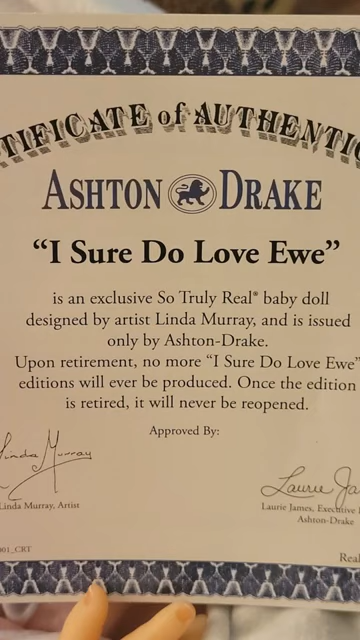 TIFICATE of AUTHENTIC
ASHTON DRAKE
“I Sure Do Love Ewe”
is an exclusive So Truly Real® baby doll
designed by artist Linda Murray, and is issued
only by Ashton-Drake.
Upon retirement, no more “I Sure Do Love Ewe”
editions will ever be produced. Once the edition
is retired, it will never be reopened.
Approved By:
Linda Murray
Laurie Ja
Linda Murray, Artist
Laurie James, Executive
Ashton-Drake
001_CRT
Real